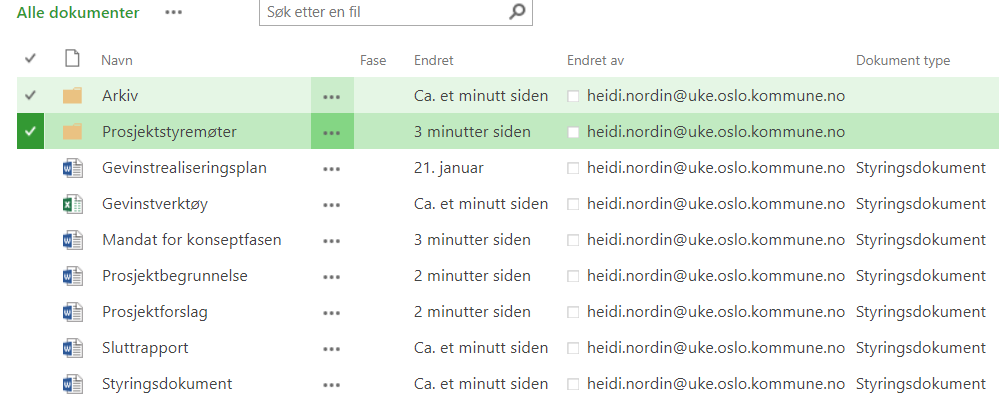 Alle dokumenter ••• Søk etter en fil
Navn Fase Endret Endret av Dokument type
Arkiv ••• Ca. et minutt siden heidi.nordin@uke.oslo.kommune.no
Prosjektstyremøter ••• 3 minutter siden heidi.nordin@uke.oslo.kommune.no
Gevinstrealiseringsplan ••• 21. januar heidi.nordin@uke.oslo.kommune.no Styringsdokument
Gevinstverktøy ••• Ca. et minutt siden heidi.nordin@uke.oslo.kommune.no Styringsdokument
Mandat for konseptfasen ••• 3 minutter siden heidi.nordin@uke.oslo.kommune.no Styringsdokument
Prosjektbegrunnelse ••• 2 minutter siden heidi.nordin@uke.oslo.kommune.no Styringsdokument
Prosjektforslag ••• 2 minutter siden heidi.nordin@uke.oslo.kommune.no Styringsdokument
Sluttrapport ••• Ca. et minutt siden heidi.nordin@uke.oslo.kommune.no Styringsdokument
Styringsdokument ••• Ca. et minutt siden heidi.nordin@uke.oslo.kommune.no Styringsdokument